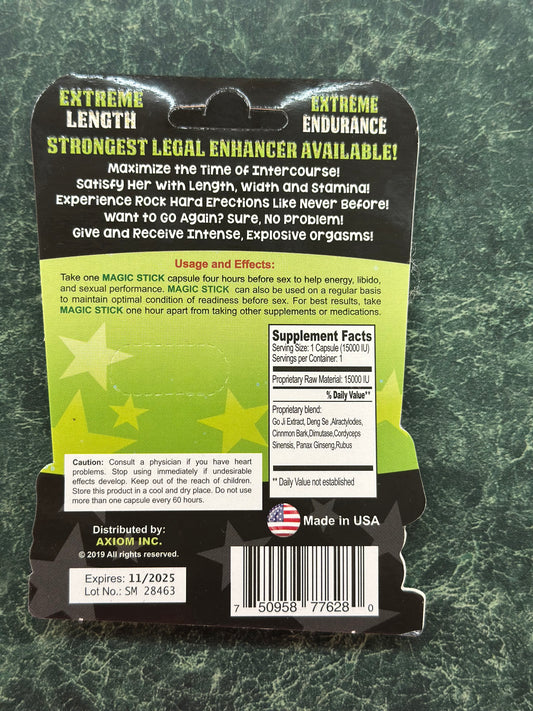 EXTREME LENGTH
EXTREME ENDURANCE
STRONGEST LEGAL ENHANCER AVAILABLE!
Maximize the Time of Intercourse!
Satisfy Her With Length, Width and Stamina!
Experience Rock Hard Erections Like Never Before!
Want to Go Again? Sure, No Problem!
Give and Receive Intense, Explosive Orgasms!
Usage and Effects:
Take one MAGIC STICK capsule four hours before sex to help energy, libido,
and sexual performance. MAGIC STICK can also be used on a regular basis
to maintain optimal condition of readiness before sex. For best results, take
MAGIC STICK one hour apart from taking other supplements or medications.
Supplement Facts
Serving Size: 1 Capsule (15000 IU)
Servings per Container: 1
Proprietary Raw Material: 15000 IU
% Daily Value**
Proprietary blend:
Go Ji Extract, Deng Se ,Alractylodes,
Cinnmon Bark,Dimutase,Cordyceps
Sinensis, Panax Ginseng,Rubus
** Daily Value not established
Caution: Consult a physician if you have heart
problems. Stop using immediately if undesirable
effects develop. Keep out of the reach of children.
Store this product in a cool and dry place. Do not use
more than one capsule every 60 hours.
Made in USA
Distributed by:
AXIOM INC.
© 2019 All rights reserved.
Expires: 11/2025
Lot No.: SM 28463
7 50958 77628 0